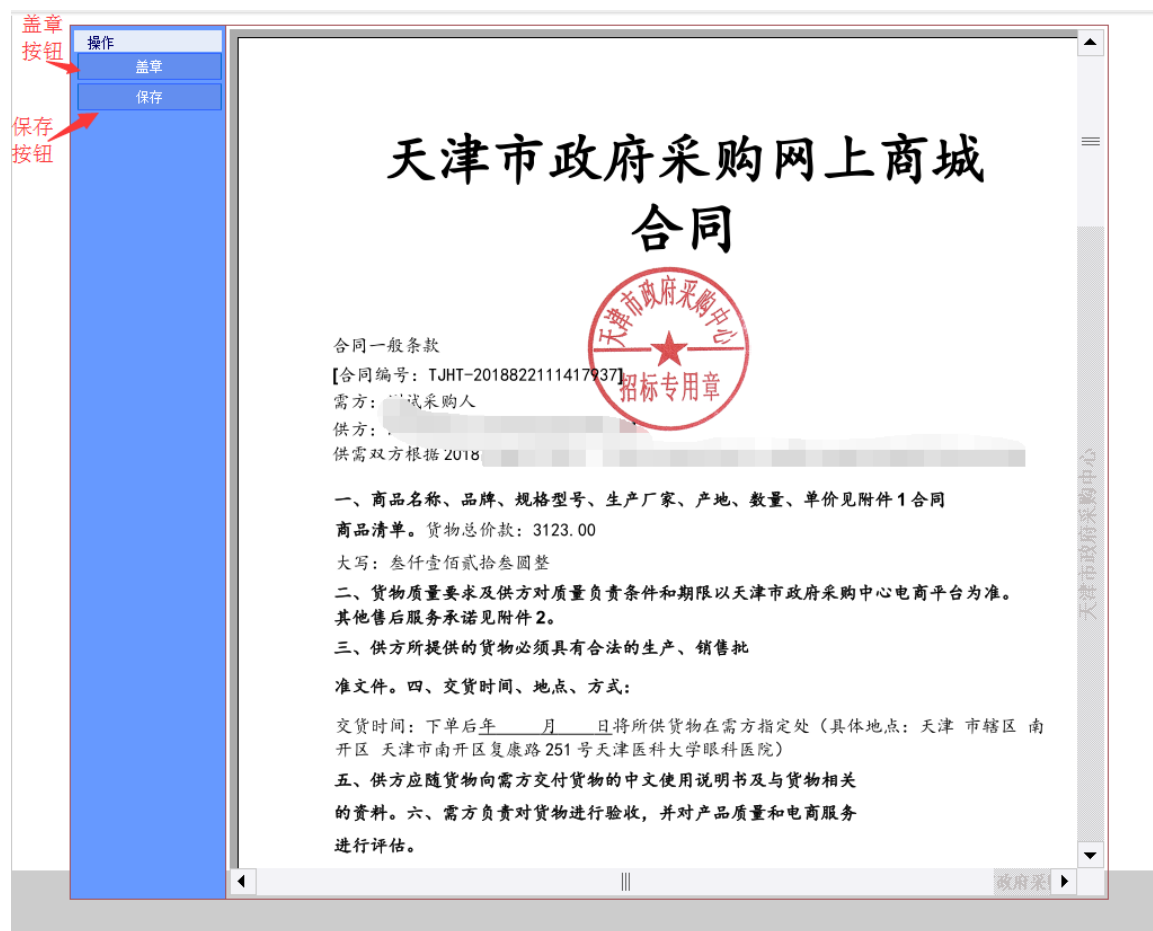 盖章
按钮
操作
盖章
保存
保存
按钮
天津市政府采购网上商城
合同
天津市政府采购中心
招标专用章
合同一般条款
[合同编号: TJHT-2018822111417937]
需方: 试采购人
供方:
供需双方根据 2018
一、商品名称、品牌、规格型号、生产厂家、产地、数量、单价见附件 1 合同
商品清单。货物总价款: 3123.00
大写: 叁仟壹佰贰拾叁圆整
二、货物质量要求及供方对质量负责条件和期限以天津市政府采购中心电商平台为准。
其他售后服务承诺见附件 2。
三、供方所提供的货物必须具有合法的生产、销售批
准文件。四、交货时间、地点、方式:
交货时间: 下单后年 月 日将所供货物在需方指定处（具体地点: 天津 市辖区 南
开区 天津市南开区复康路 251 号天津医科大学眼科医院）
五、供方应随货物向需方交付货物的中文使用说明书及与货物相关
的资料。六、需方负责对货物进行验收, 并对产品质量和电商服务
进行评估。
天津市政府采购中心
政府采